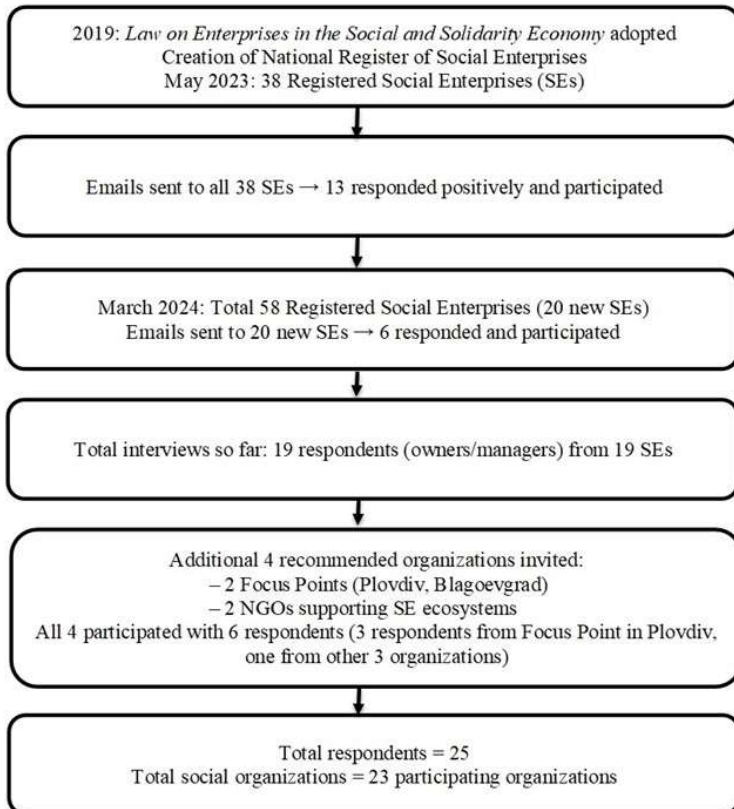 2019: Law on Enterprises in the Social and Solidarity Economy adopted
Creation of National Register of Social Enterprises
May 2023: 38 Registered Social Enterprises (SEs)
Emails sent to all 38 SEs → 13 responded positively and participated
March 2024: Total 58 Registered Social Enterprises (20 new SEs)
Emails sent to 20 new SEs → 6 responded and participated
Total interviews so far: 19 respondents (owners/managers) from 19 SEs
Additional 4 recommended organizations invited:
– 2 Focus Points (Plovdiv, Blagoevgrad)
– 2 NGOs supporting SE ecosystems
All 4 participated with 6 respondents (3 respondents from Focus Point in Plovdiv,
one from other 3 organizations)
Total respondents = 25
Total social organizations = 23 participating organizations